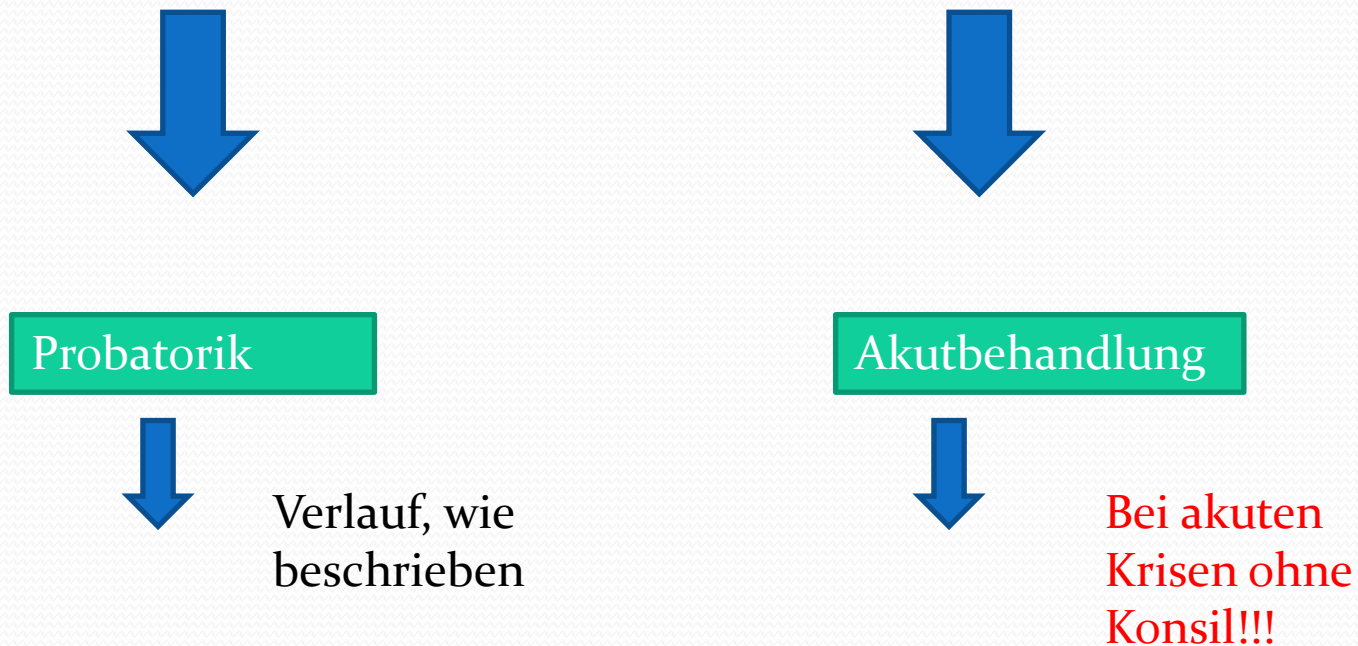 Probatorik
Akutbehandlung
Verlauf, wie
beschrieben
Bei akuten
Krisen ohne
Konsil!!!